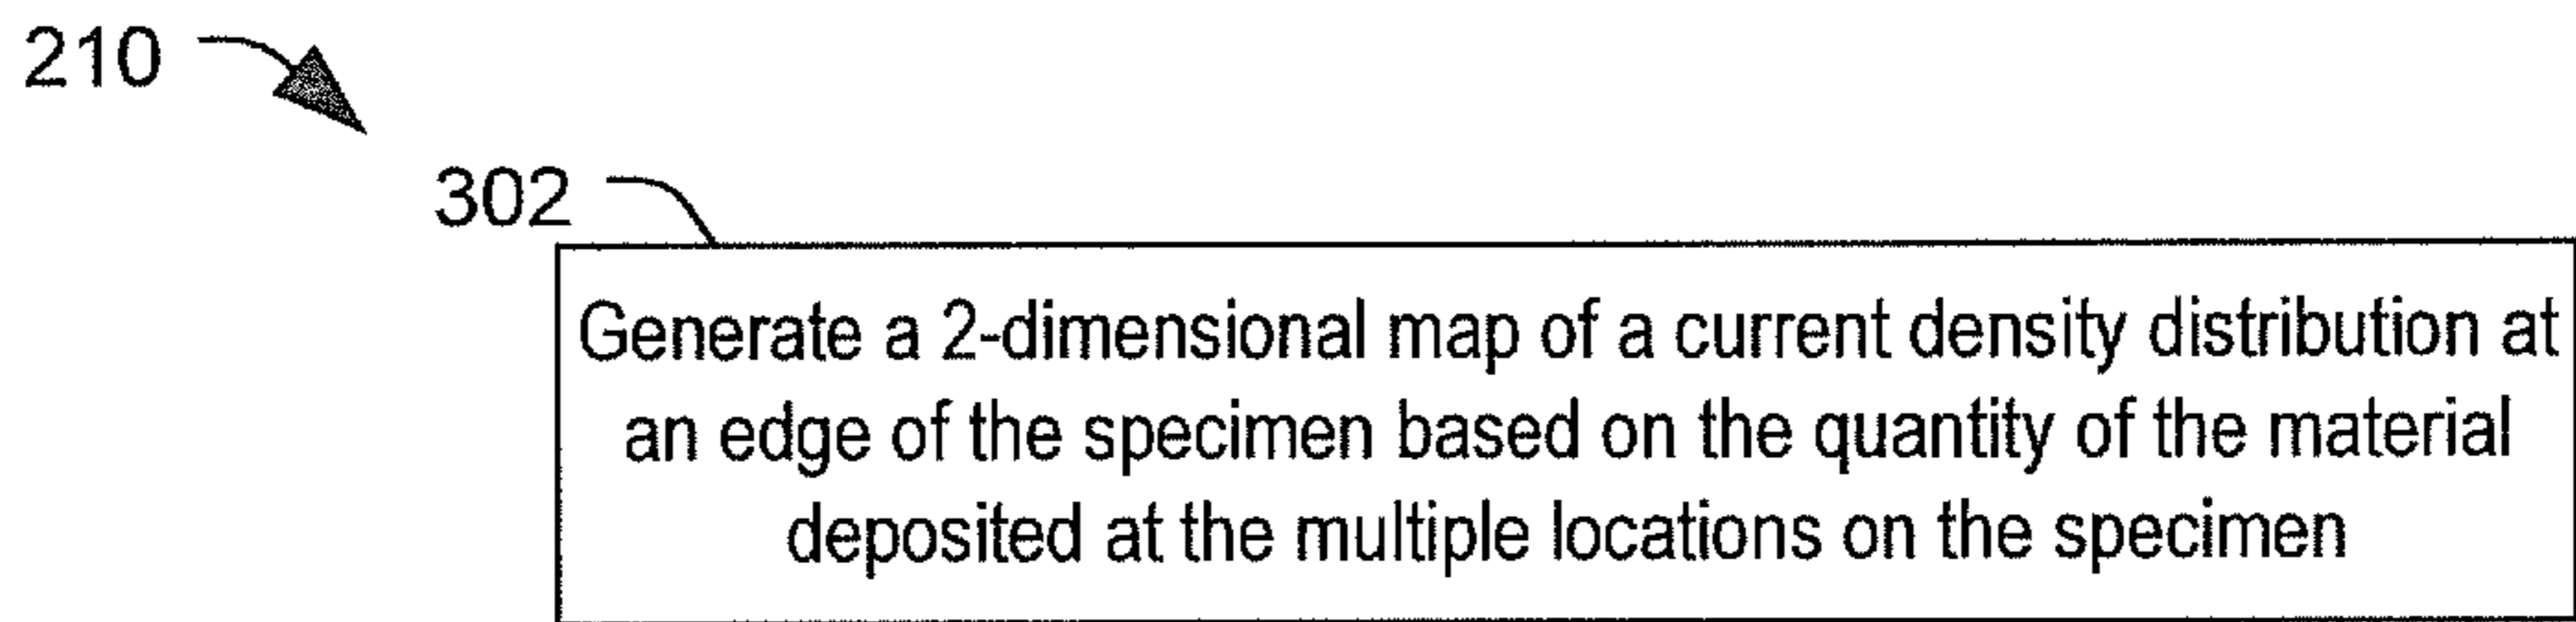 210
302
Generate a 2-dimensional map of a current density distribution at
an edge of the specimen based on the quantity of the material
deposited at the multiple locations on the specimen